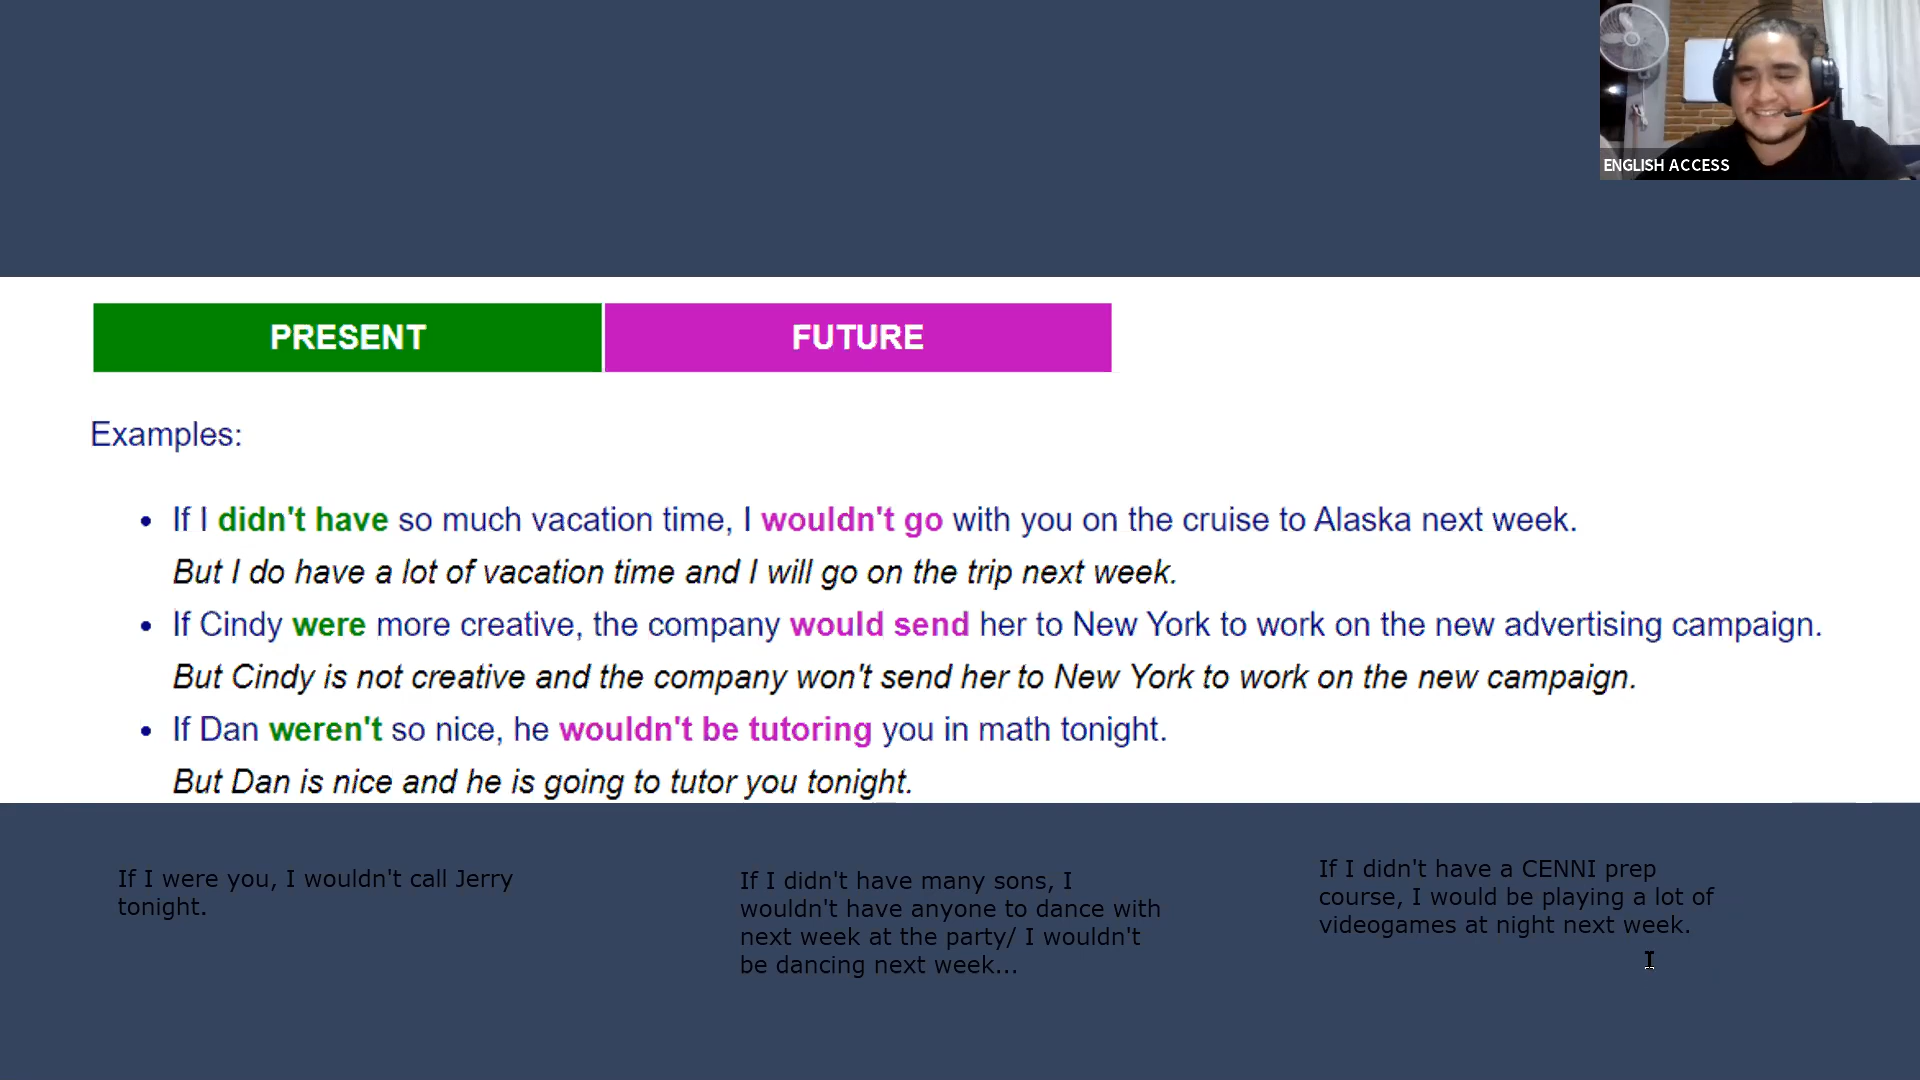 ENGLISH ACCESS
PRESENT
FUTURE
Examples:
• If I didn't have so much vacation time, I wouldn't go with you on the cruise to Alaska next week.
But I do have a lot of vacation time and I will go on the trip next week.
• If Cindy were more creative, the company would send her to New York to work on the new advertising campaign.
But Cindy is not creative and the company won't send her to New York to work on the new campaign.
• If Dan weren't so nice, he wouldn't be tutoring you in math tonight.
But Dan is nice and he is going to tutor you tonight.
If I were you, I wouldn't call Jerry
tonight.
If I didn't have many sons, I
wouldn't have anyone to dance with
next week at the party/ I wouldn't
be dancing next week...
If I didn't have a CENNI prep
course, I would be playing a lot of
videogames at night next week.